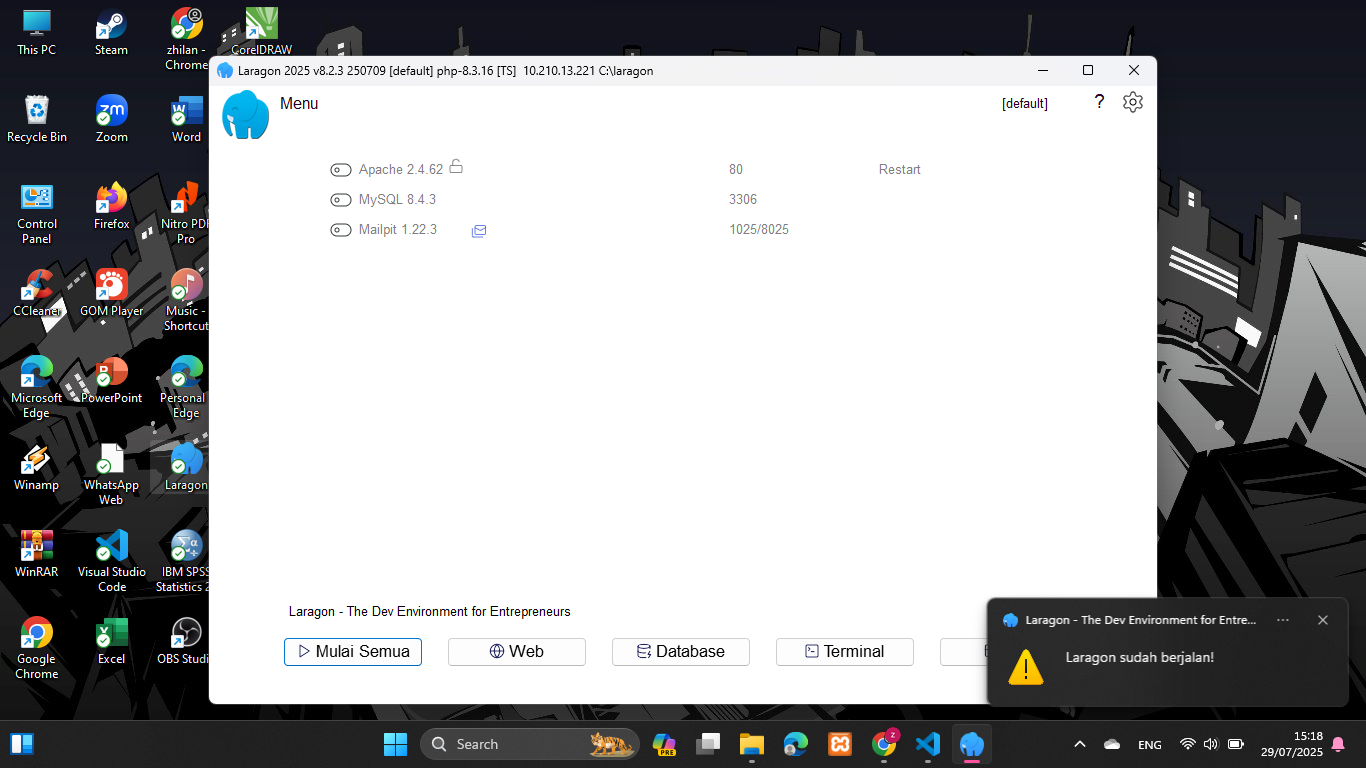 This PC
Steam
zhilan -
Chrome
CorelDRAW
Recycle Bin
Zoom
Word
Control
Panel
Firefox
Nitro PDF
Pro
CCleaner
GOM Player
Music -
Shortcut
Microsoft
Edge
PowerPoint
Personal
Edge
Winamp
WhatsApp
Web
Laragon
WinRAR
Visual Studio
Code
IBM SPSS
Statistics 2
Google
Chrome
Excel
OBS Studi
Laragon 2025 v8.2.3 250709 [default] php-8.3.16 [TS] 10.210.13.221 C:\laragon
Menu
[default]
?
Apache 2.4.62 80 Restart
MySQL 8.4.3 3306
Mailpit 1.22.3 1025/8025
Laragon - The Dev Environment for Entrepreneurs
Mulai Semua
Web
Database
Terminal
Laragon - The Dev Environment for Entre...
Laragon sudah berjalan!
Search
PRE
z
ENG
15:18
29/07/2025